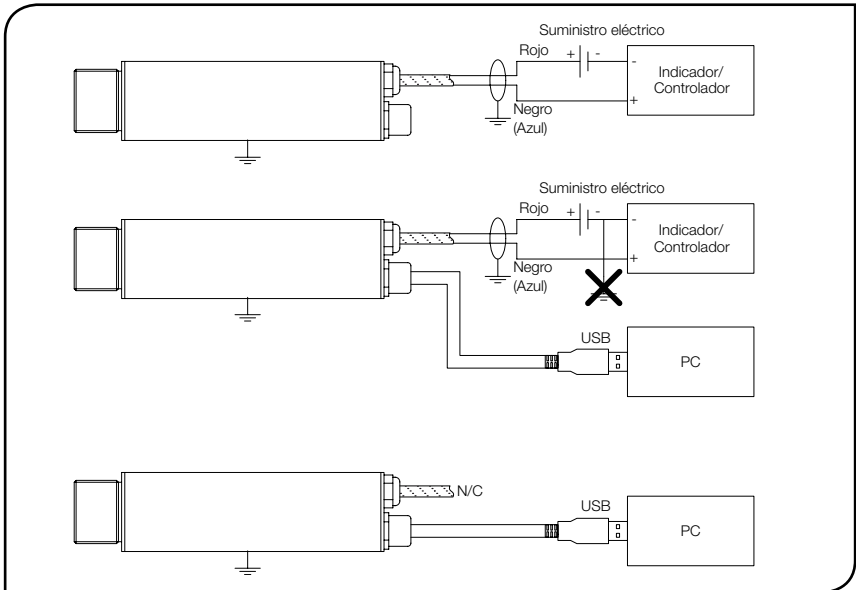 Suministro eléctrico
Rojo
+
-
-
Indicador/
Controlador
+
Negro
(Azul)
Suministro eléctrico
Rojo
+
-
-
Indicador/
Controlador
+
Negro
(Azul)
USB
PC
N/C
USB
PC